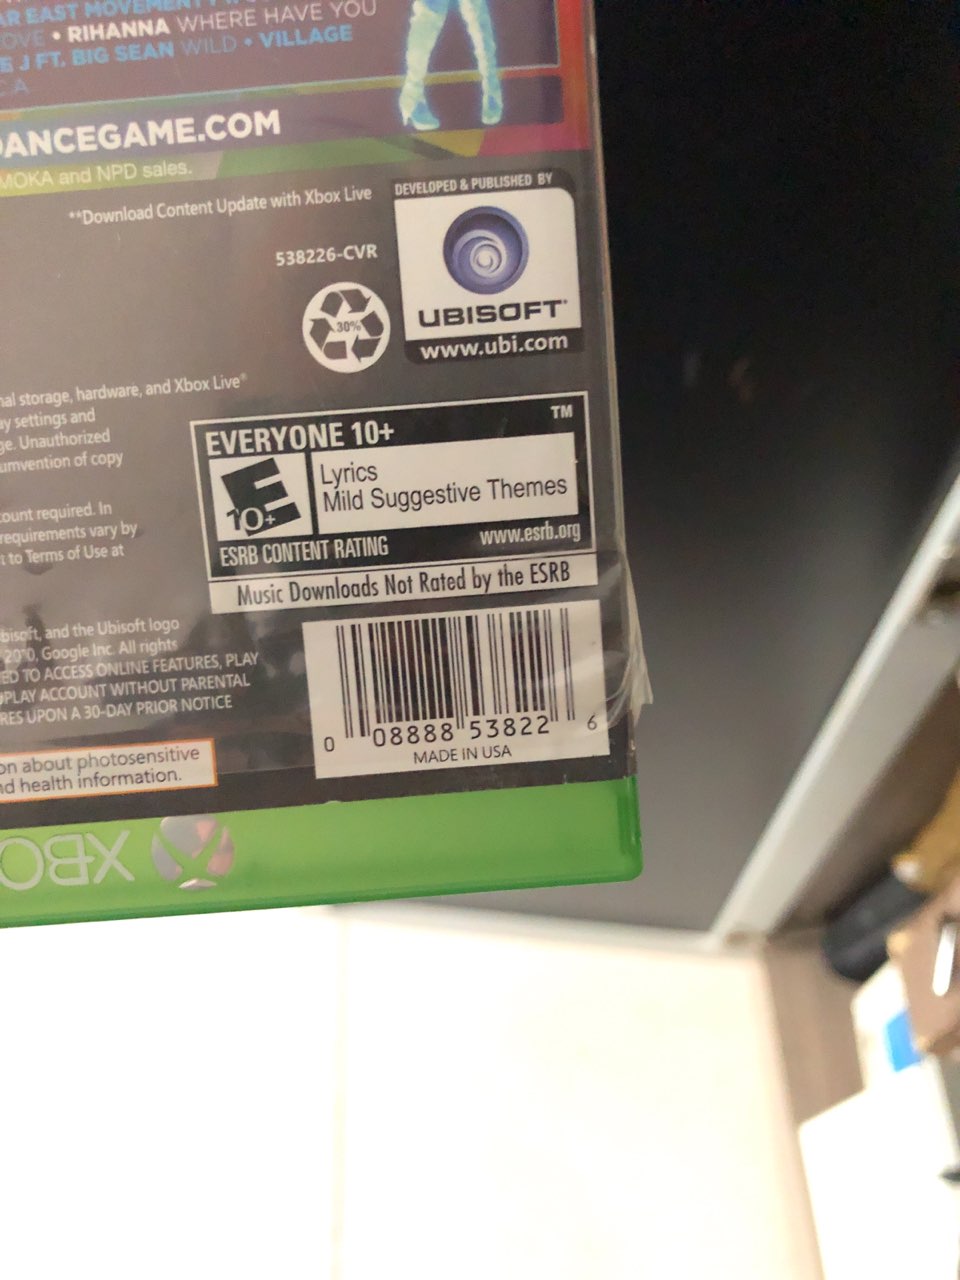 AR EAST MOVEMENT
OVE • RIHANNA WHERE HAVE YOU
E J FT. BIG SEAN WILD • VILLAGE
CA
DANCEGAME.COM
MOKA and NPD sales.
**Download Content Update with Xbox Live
538226-CVR
30%
DEVELOPED & PUBLISHED BY
UBISOFT®
www.ubi.com
nal storage, hardware, and Xbox Live®
ay settings and
ge. Unauthorized
umvention of copy
ount required. In
requirements vary by
t to Terms of Use at
EVERYONE 10+
TM
E
10+
Lyrics
Mild Suggestive Themes
ESRB CONTENT RATING
www.esrb.org
Music Downloads Not Rated by the ESRB
bisoft, and the Ubisoft logo
Google Inc. All rights
ED TO ACCESS ONLINE FEATURES, PLAY
PLAY ACCOUNT WITHOUT PARENTAL
RES UPON A 30-DAY PRIOR NOTICE
on about photosensitive
nd health information.
0 08888 53822 6
MADE IN USA
XBO